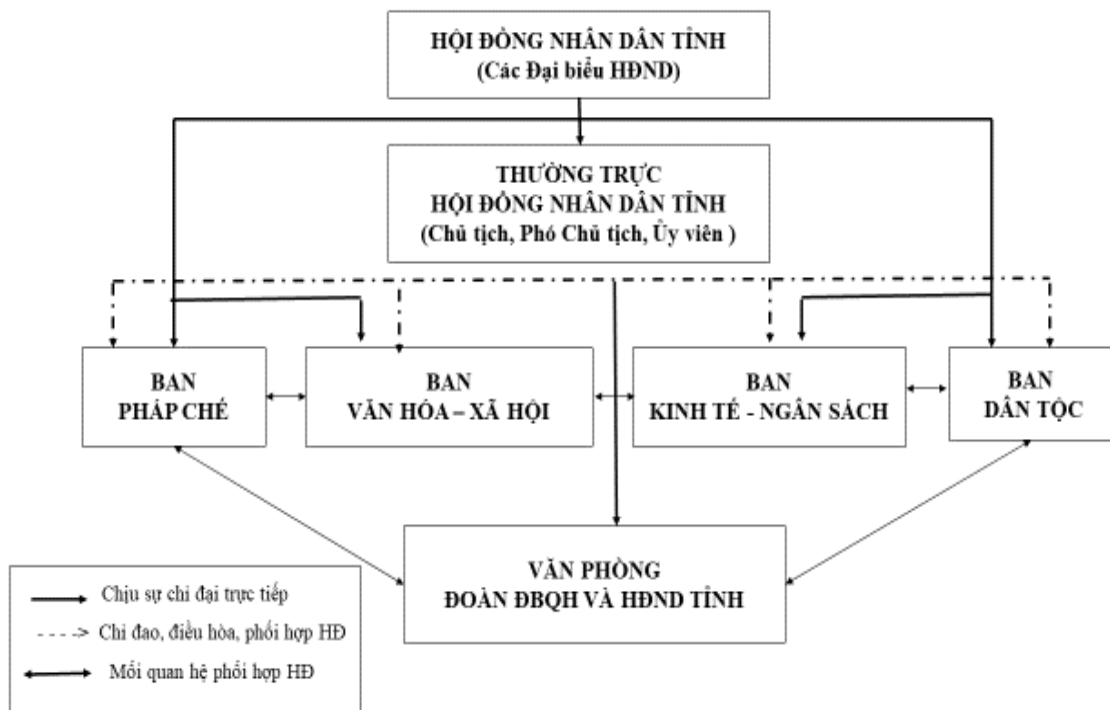 HỘI ĐỒNG NHÂN DÂN TỈNH
(Các Đại biểu HĐND)
THƯỜNG TRỰC
HỘI ĐỒNG NHÂN DÂN TỈNH
(Chủ tịch, Phó Chủ tịch, Ủy viên )
BAN
PHÁP CHẾ
BAN
VĂN HÓA – XÃ HỘI
BAN
KINH TẾ - NGÂN SÁCH
BAN
DÂN TỘC
VĂN PHÒNG
ĐOÀN ĐBQH VÀ HĐND TỈNH
Chịu sự chỉ đại trực tiếp
Chỉ đao, điều hòa, phối hợp HĐ
Mối quan hệ phối hợp HĐ